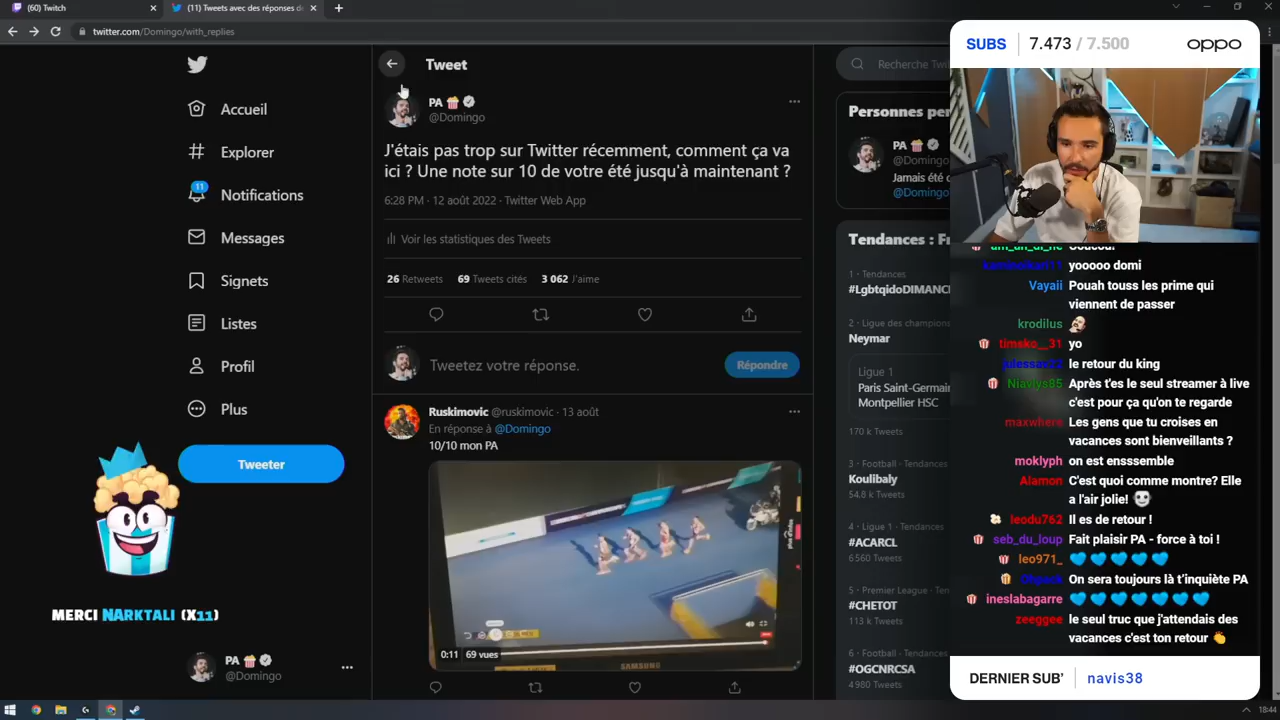 (60) Twitch
(11) Tweets avec des réponses de
twitter.com/Domingo/with_replies
Accueil
Explorer
11
Notifications
Messages
Signets
Listes
Profil
Plus
Tweeter
MERCI NARKTALI (X11)
PA
@Domingo
Tweet
PA
@Domingo
J'étais pas trop sur Twitter récemment, comment ça va
ici ? Une note sur 10 de votre été jusqu'à maintenant ?
6:28 PM · 12 août 2022 · Twitter Web App
Voir les statistiques des Tweets
26 Retweets 69 Tweets cités 3 062 J'aime
Tweetez votre réponse.
Répondre
Ruskimovic @ruskimovic · 13 août
En réponse à @Domingo
10/10 mon PA
0:11 69 vues
SAMSUNG
Recherche Twi
Personnes per
PA
@Domingo
Jamais été c
@Domingo
Tendances : Fr
1 · Tendances
#LgbtqidoDIMANC
2 · Ligue des champions
Neymar
Ligue 1
Paris Saint-Germain
Montpellier HSC
170 k Tweets
3 · Football · Tendances
Koulibaly
54.8 k Tweets
4 · Ligue 1 · Tendances
#ACARCL
6 560 Tweets
5 · Premier League · Tendances
#CHETOT
113 k Tweets
6 · Football · Tendances
#OGCNRCSA
4 980 Tweets
SUBS 7.473 / 7.500 oppo
yooooo domi
Vayaii Pouah touss les prime qui
viennent de passer
krodilus
timsko__31 yo
le retour du king
Niavlys85 Après t'es le seul streamer à live
c'est pour ça qu'on te regarde
maxwhere Les gens que tu croises en
vacances sont bienveillants ?
moklyph on est ensssemble
Alamon C'est quoi comme montre? Elle
a l'air jolie!
leodu762 Il es de retour !
seb_du_loup Fait plaisir PA - force à toi !
leo971_
On sera toujours là t'inquiète PA
ineslabagarre
zeeggee le seul truc que j'attendais des
vacances c'est ton retour
DERNIER SUB' navis38
18:44